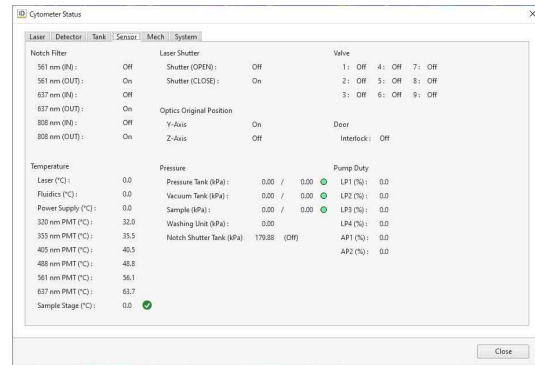 ID Cytometer Status
Laser Detector Tank Sensor Mech System
Notch Filter
561 nm (IN) : Off
561 nm (OUT) : On
637 nm (IN) : Off
637 nm (OUT) : On
808 nm (IN) : Off
808 nm (OUT) : On
Laser Shutter
Shutter (OPEN) : Off
Shutter (CLOSE) : On
Optics Original Position
Y-Axis On
Z-Axis Off
Valve
1 : Off 4 : Off 7 : Off
2 : Off 5 : Off 8 : Off
3 : Off 6 : Off 9 : Off
Door
Interlock : Off
Temperature
Laser (°C) : 0.0
Fluidics (°C) : 0.0
Power Supply (°C) : 0.0
320 nm PMT (°C) : 32.0
355 nm PMT (°C) : 35.5
405 nm PMT (°C) : 40.5
488 nm PMT (°C) : 48.8
561 nm PMT (°C) : 56.1
637 nm PMT (°C) : 63.7
Sample Stage (°C) : 0.0
Pressure
Pressure Tank (kPa) : 0.00 / 0.00
Vacuum Tank (kPa) : 0.00 / 0.00
Sample (kPa) : 0.00 / 0.00
Washing Unit (kPa) : 0.00
Notch Shutter Tank (kPa) 179.88 (Off)
Pump Duty
LP1 (%) : 0.0
LP2 (%) : 0.0
LP3 (%) : 0.0
LP4 (%) : 0.0
AP1 (%) : 0.0
AP2 (%) : 0.0
Close